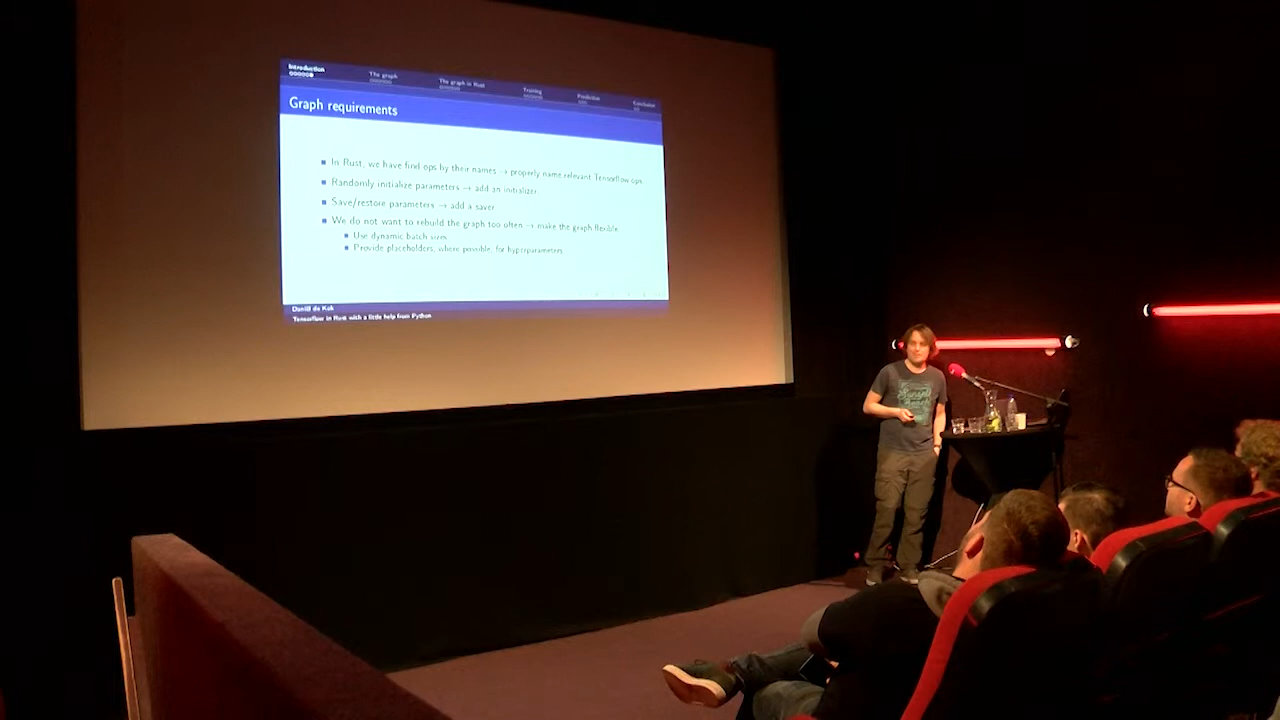 Introduction
The graph
The graph in Rust
Training
Prediction
Conclusion
Graph requirements
In Rust, we have find ops by their names → properly name relevant Tensorflow ops.
Randomly initialize parameters → add an initializer
Save/restore parameters → add a saver
We do not want to rebuild the graph too often → make the graph flexible
Use dynamic batch sizes
Provide placeholders, where possible, for hyperparameters
Daniël de Kok
Tensorflow in Rust with a little help from Python